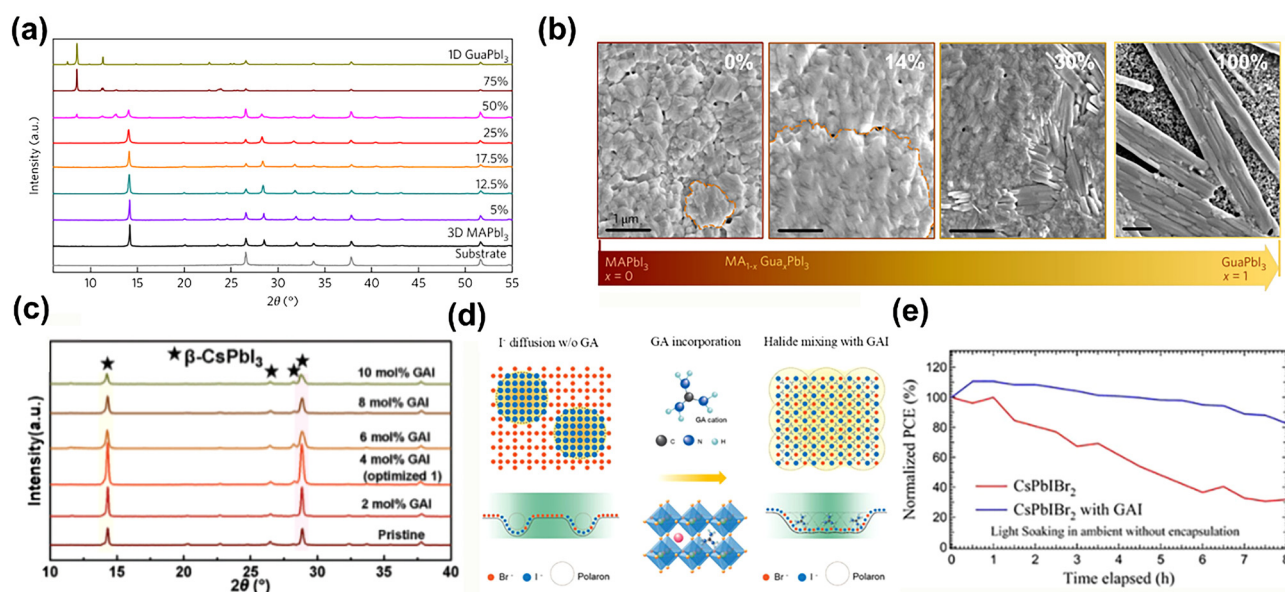 (a)
1D GuaPbI3
75%
50%
25%
17.5%
12.5%
5%
3D MAPbI3
Substrate
Intensity (a.u.)
10 15 20 25 30 35 40 45 50 55
2θ (°)
(b)
0%
14%
30%
100%
1 μm
MAPbI3
x = 0
MA1-x GuaxPbI3
GuaPbI3
x = 1
(c)
★β-CsPbI3
10 mol% GAI
8 mol% GAI
6 mol% GAI
4 mol% GAI
(optimized 1)
2 mol% GAI
Pristine
Intensity(a.u.)
10 15 20 25 30 35 40
2θ (°)
(d)
I⁻ diffusion w/o GA
GA incorporation
Halide mixing with GAI
GA cation
C N H
Br⁻ I⁻ Polaron
Br⁻ I⁻ Polaron
(e)
Normalized PCE (%)
120
100
80
60
40
20
0
CsPbIBr2
CsPbIBr2 with GAI
Light Soaking in ambient without encapsulation
0 1 2 3 4 5 6 7 8
Time elapsed (h)